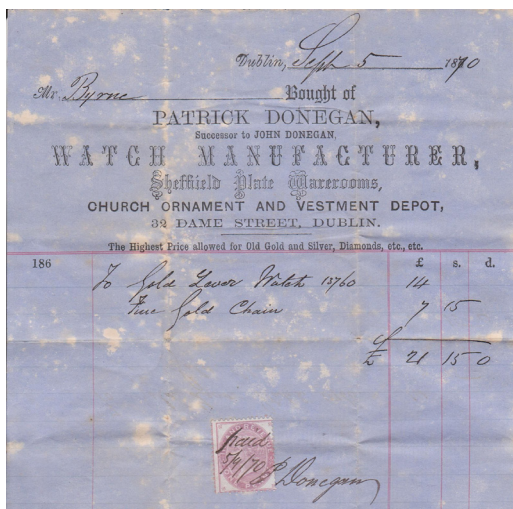 Dublin, Sept 5 1870
Mr. Byrne Bought of
PATRICK DONEGAN,
Successor to JOHN DONEGAN,
WATCH MANUFACTURER,
Sheffield Plate Warerooms,
CHURCH ORNAMENT AND VESTMENT DEPOT,
32 DAME STREET, DUBLIN.
The Highest Price allowed for Old Gold and Silver, Diamonds, etc., etc.
186 £ s. d.
To Gold Lever Watch 13760 14
Fine Gold Chain 7 15
£ 21 15 0
paid
5/9/70 P Donegan